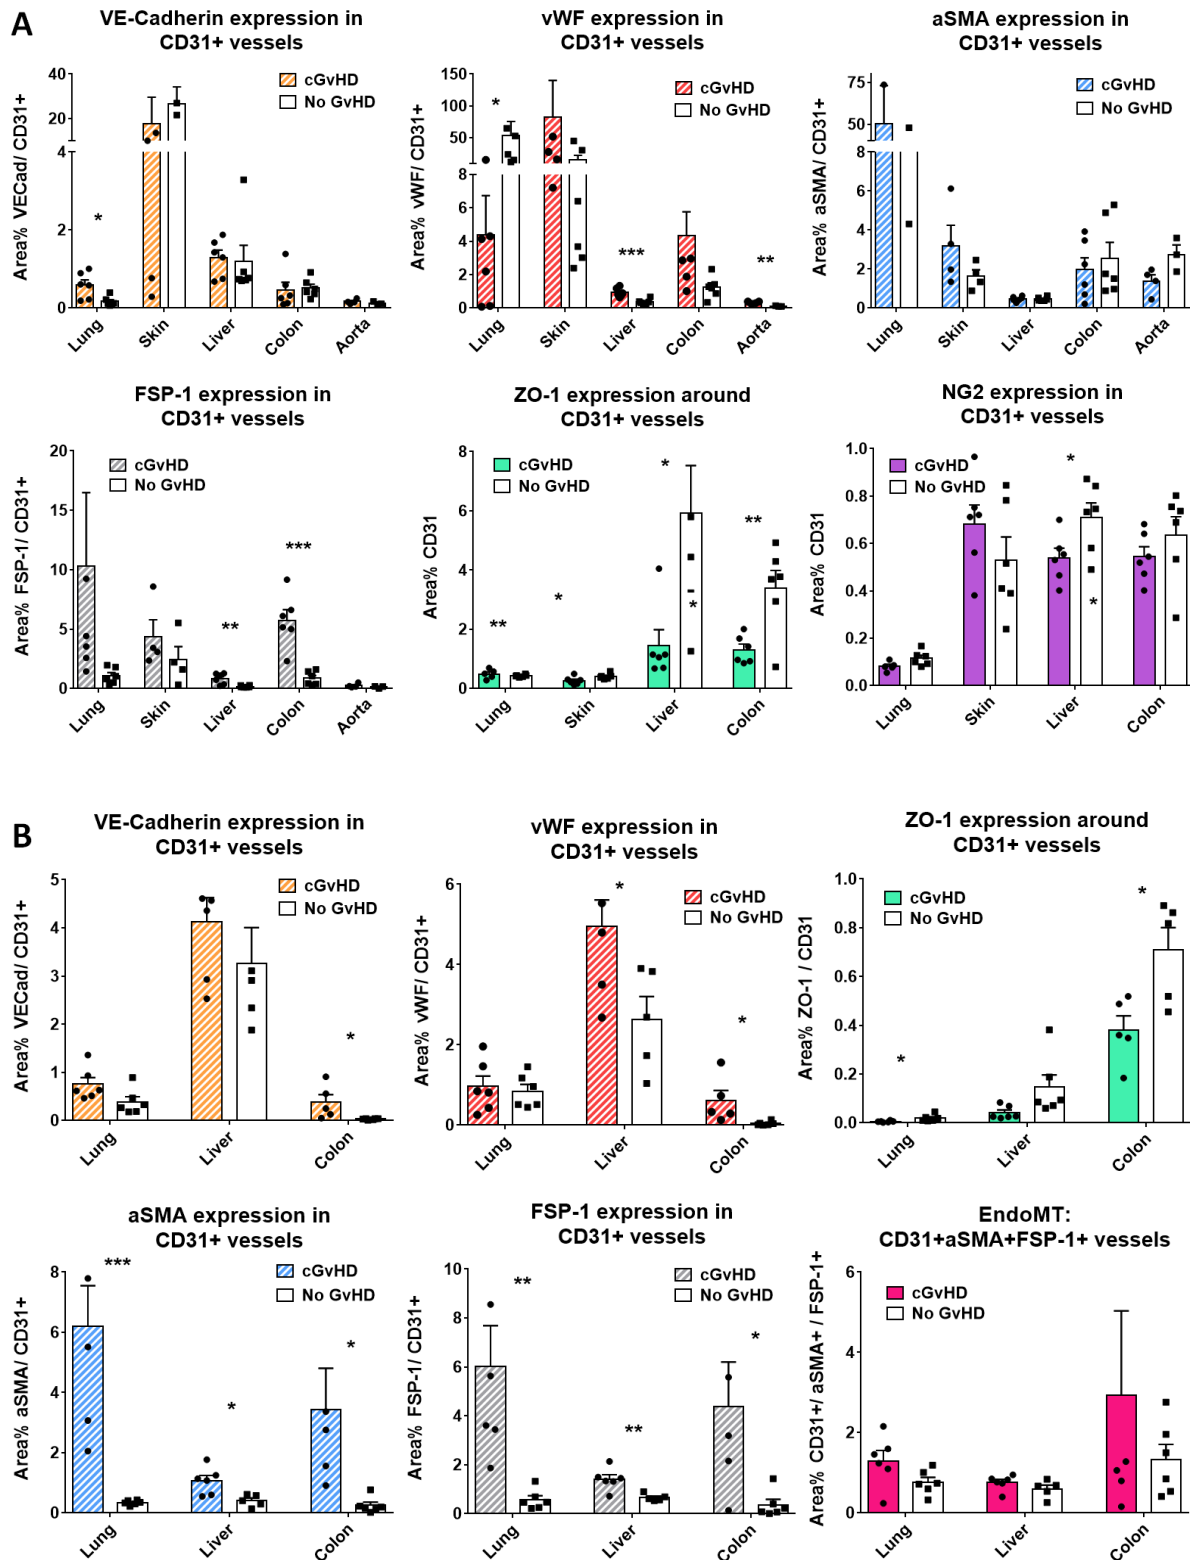 A
VE-Cadherin expression in
CD31+ vessels
Area% VECad/ CD31+
40
20
4
2
0
cGvHD
No GvHD
*
Lung
Skin
Liver
Colon
Aorta
vWF expression in
CD31+ vessels
Area% vWF/ CD31+
150
100
50
8
6
4
2
0
cGvHD
No GvHD
*
***
**
Lung
Skin
Liver
Colon
Aorta
aSMA expression in
CD31+ vessels
Area% aSMA/ CD31+
75
50
8
6
4
2
0
cGvHD
No GvHD
Lung
Skin
Liver
Colon
Aorta
FSP-1 expression in
CD31+ vessels
Area% FSP-1/ CD31+
20
15
10
5
0
cGvHD
No GvHD
**
***
Lung
Skin
Liver
Colon
Aorta
ZO-1 expression around
CD31+ vessels
Area% CD31
8
6
4
2
0
cGvHD
No GvHD
**
*
*
*
**
Lung
Skin
Liver
Colon
NG2 expression in
CD31+ vessels
Area% CD31
1.0
0.8
0.6
0.4
0.2
0.0
cGvHD
No GvHD
*
*
Lung
Skin
Liver
Colon
B
VE-Cadherin expression in
CD31+ vessels
Area% VECad/ CD31+
5
4
3
2
1
0
cGvHD
No GvHD
*
Lung
Liver
Colon
vWF expression in
CD31+ vessels
Area% vWF/ CD31+
6
4
2
0
cGvHD
No GvHD
*
*
Lung
Liver
Colon
ZO-1 expression around
CD31+ vessels
Area% ZO-1 / CD31
1.0
0.8
0.6
0.4
0.2
0.0
cGvHD
No GvHD
*
*
Lung
Liver
Colon
aSMA expression in
CD31+ vessels
Area% aSMA/ CD31+
8
6
4
2
0
cGvHD
No GvHD
***
*
*
Lung
Liver
Colon
FSP-1 expression in
CD31+ vessels
Area% FSP-1/ CD31+
10
8
6
4
2
0
cGvHD
No GvHD
**
**
*
Lung
Liver
Colon
EndoMT:
CD31+aSMA+FSP-1+ vessels
Area% CD31+/ aSMA+ / FSP-1+
6
4
2
0
cGvHD
No GvHD
Lung
Liver
Colon